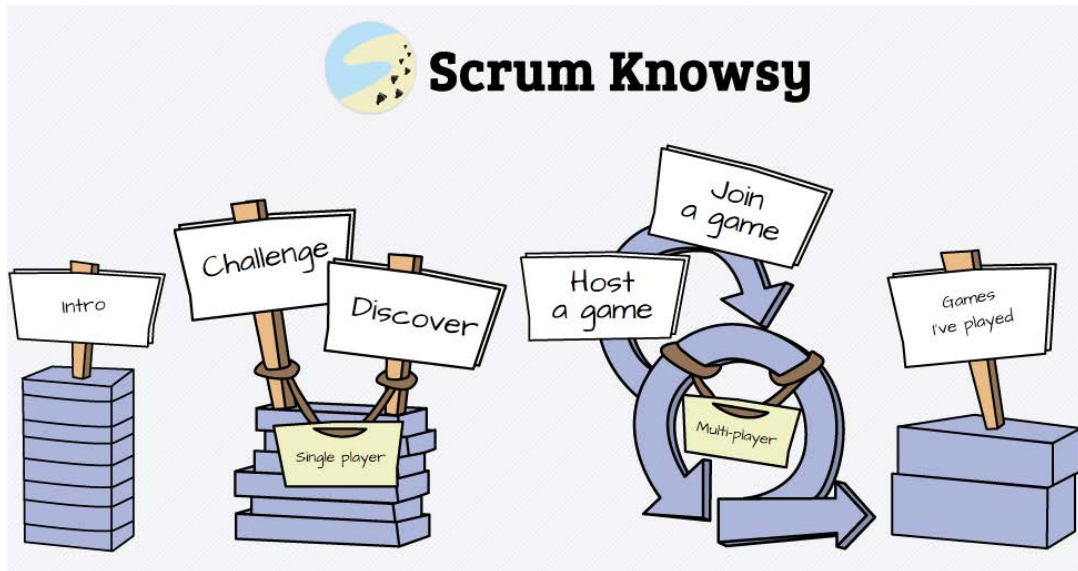 Scrum Knowsy
Intro
Challenge
Discover
Single player
Join
a game
Host
a game
Multi-player
Games
I've played